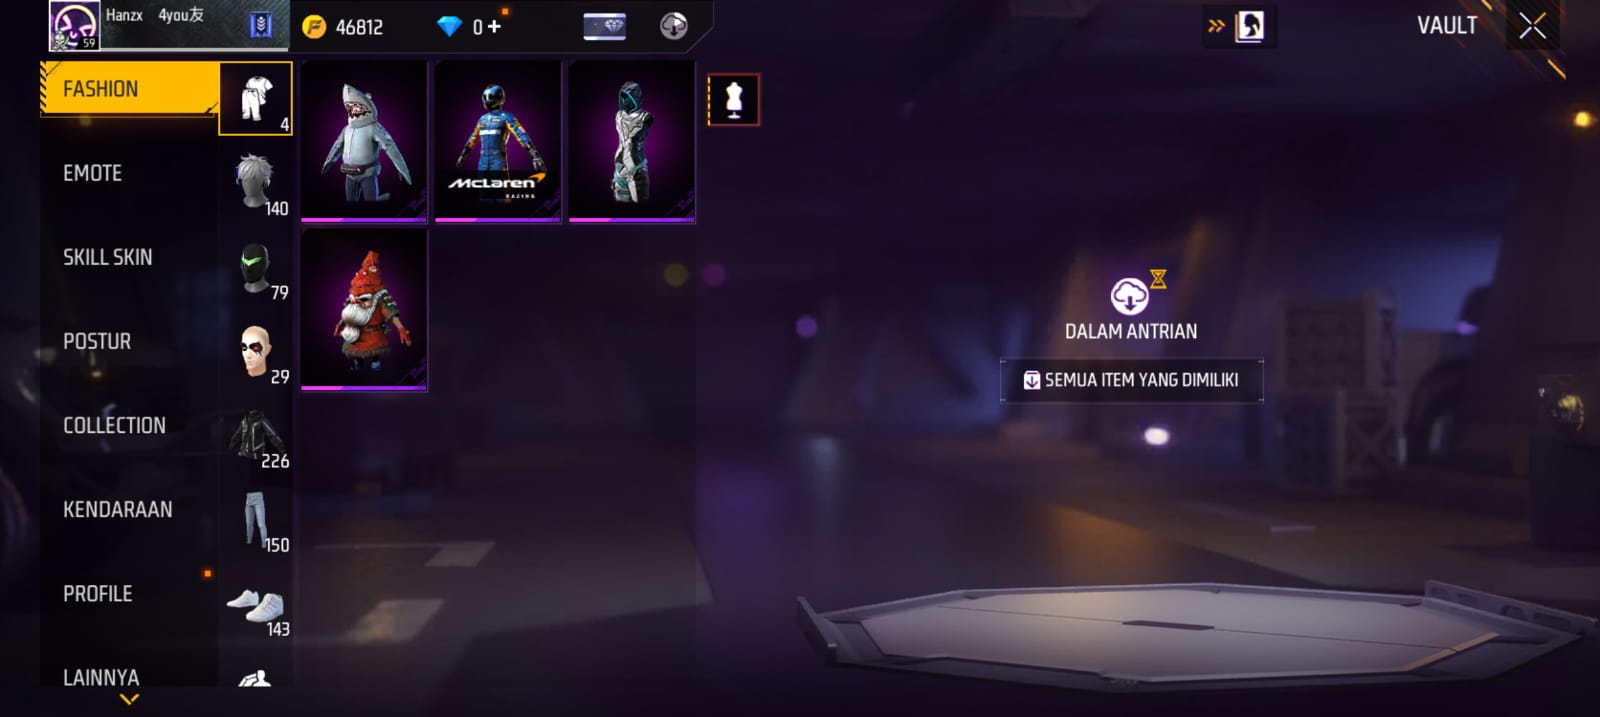 Hanzx 4you友
59
46812
0+
VAULT
FASHION
4
EMOTE
140
SKILL SKIN
79
POSTUR
29
COLLECTION
226
KENDARAAN
150
PROFILE
143
LAINNYA
McLaren
RACING
DALAM ANTRIAN
SEMUA ITEM YANG DIMILIKI